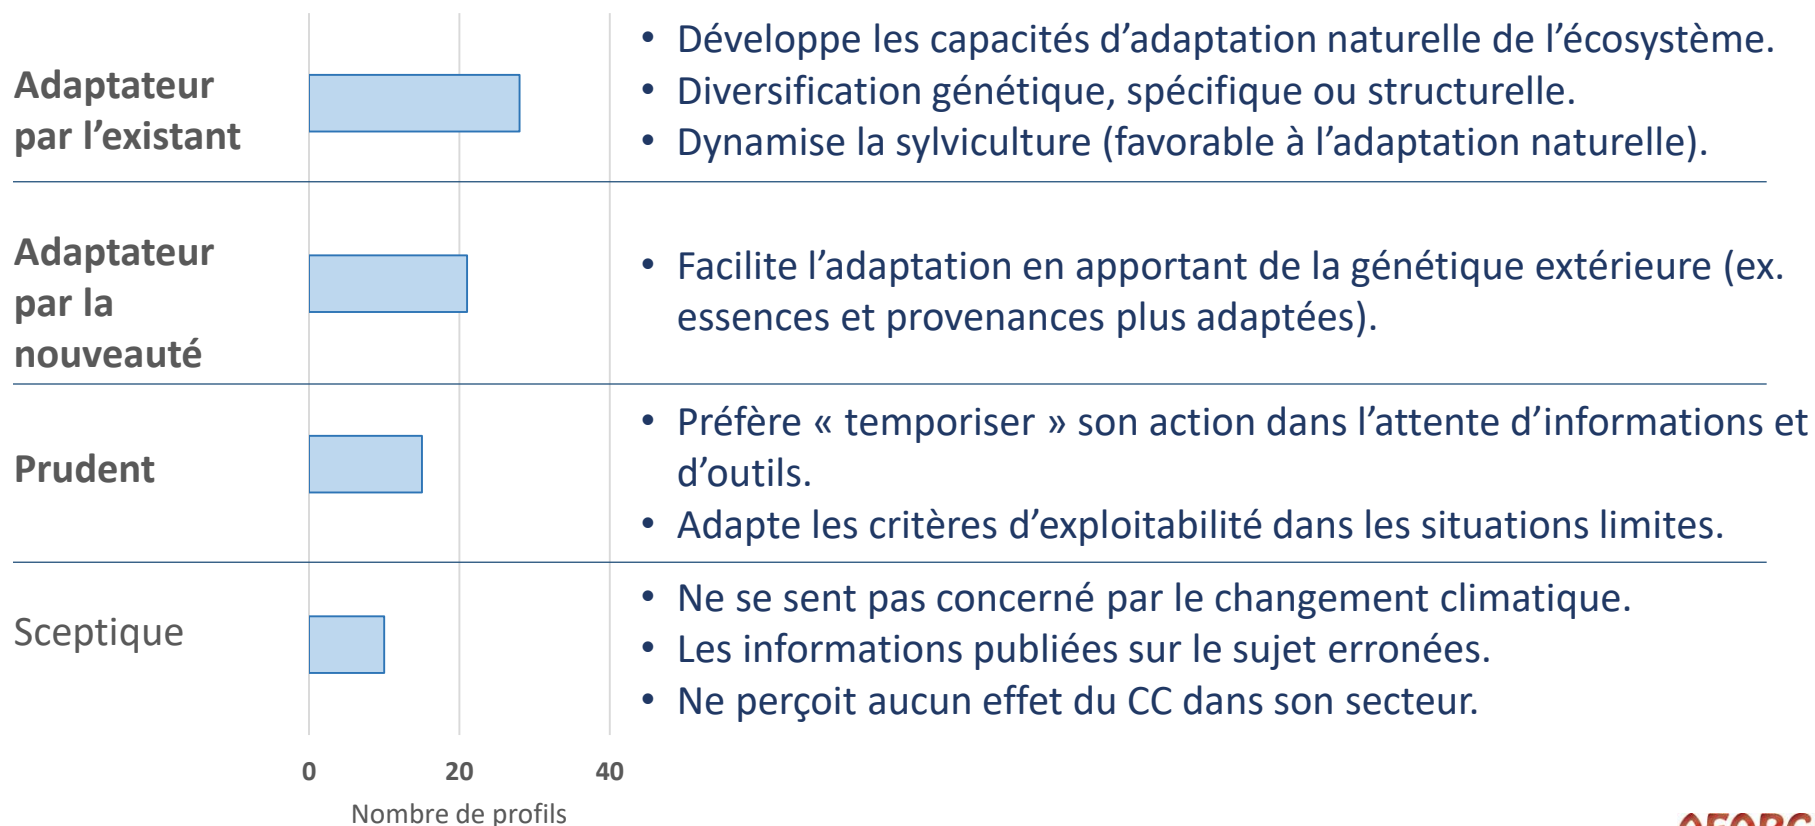 Adaptateur
par l’existant
• Développe les capacités d’adaptation naturelle de l’écosystème.
• Diversification génétique, spécifique ou structurelle.
• Dynamise la sylviculture (favorable à l’adaptation naturelle).
Adaptateur
par la
nouveauté
• Facilite l’adaptation en apportant de la génétique extérieure (ex.
essences et provenances plus adaptées).
Prudent
• Préfère « temporiser » son action dans l’attente d’informations et
d’outils.
• Adapte les critères d’exploitabilité dans les situations limites.
Sceptique
• Ne se sent pas concerné par le changement climatique.
• Les informations publiées sur le sujet erronées.
• Ne perçoit aucun effet du CC dans son secteur.
0 20 40
Nombre de profils